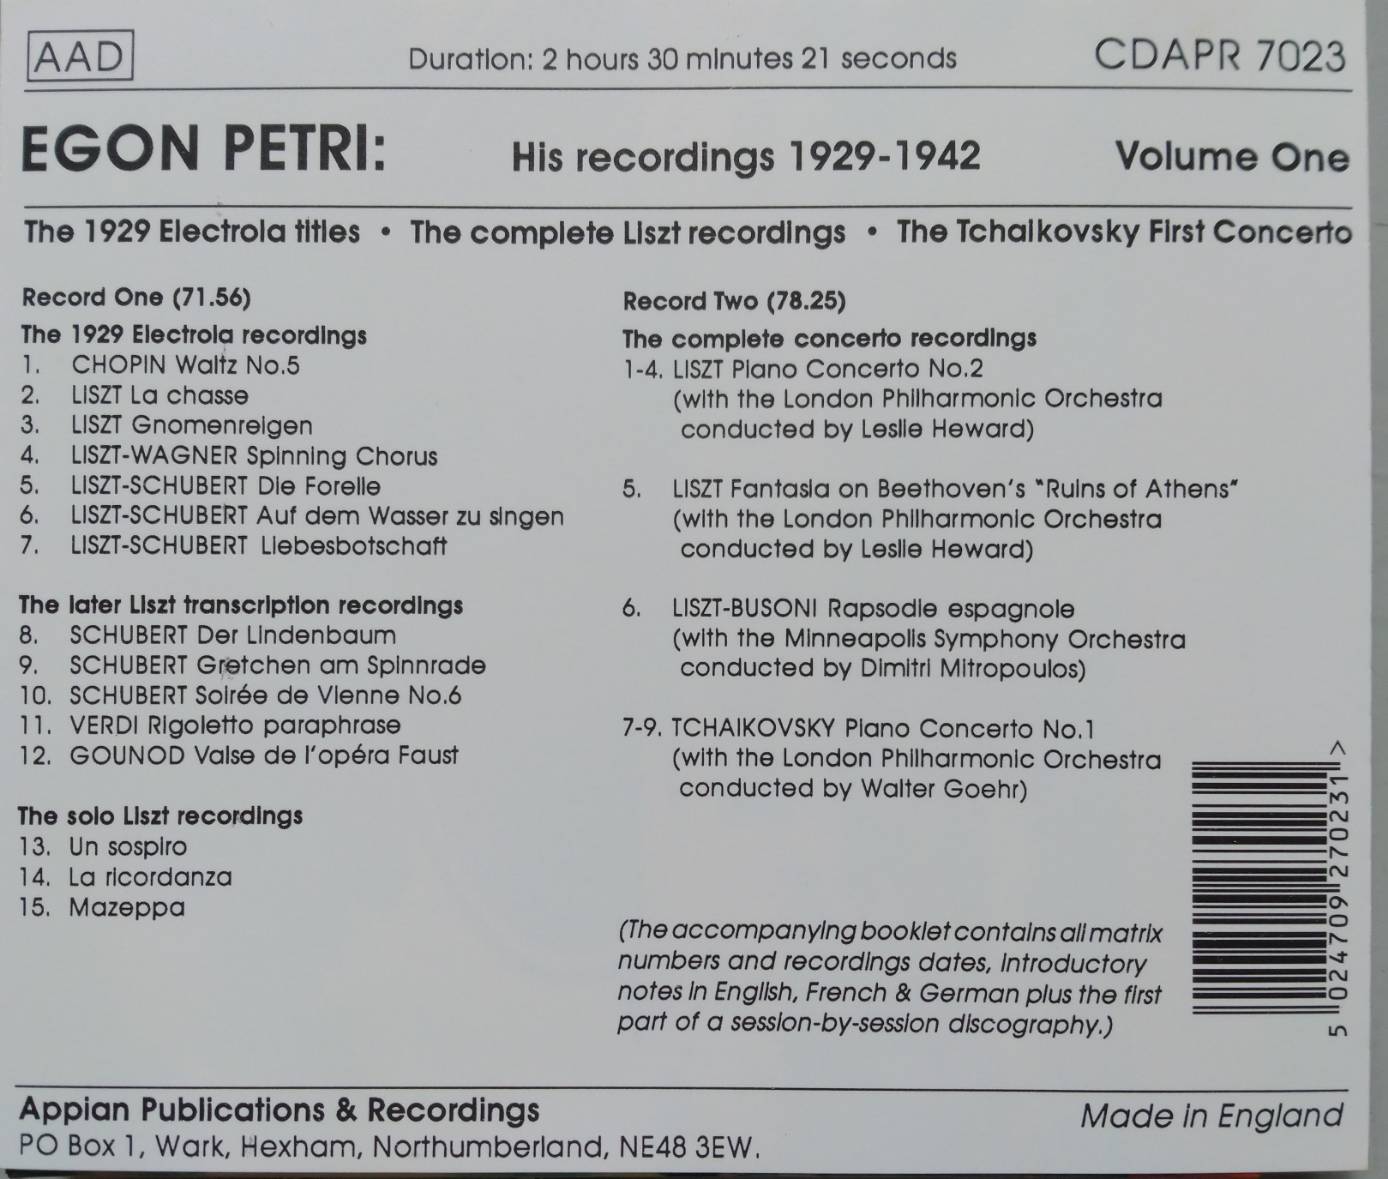 AAD
Duration: 2 hours 30 minutes 21 seconds
CDAPR 7023
EGON PETRI:
His recordings 1929-1942
Volume One
The 1929 Electrola titles • The complete Liszt recordings • The Tchaikovsky First Concerto
Record One (71.56)
The 1929 Electrola recordings
1. CHOPIN Waltz No.5
2. LISZT La chasse
3. LISZT Gnomenreigen
4. LISZT-WAGNER Spinning Chorus
5. LISZT-SCHUBERT Die Forelle
6. LISZT-SCHUBERT Auf dem Wasser zu singen
7. LISZT-SCHUBERT Liebesbotschaft
The later Liszt transcription recordings
8. SCHUBERT Der Lindenbaum
9. SCHUBERT Gretchen am Spinnrade
10. SCHUBERT Soirée de Vienne No.6
11. VERDI Rigoletto paraphrase
12. GOUNOD Valse de l'opéra Faust
The solo Liszt recordings
13. Un sospiro
14. La ricordanza
15. Mazeppa
Record Two (78.25)
The complete concerto recordings
1-4. LISZT Piano Concerto No.2
(with the London Philharmonic Orchestra
conducted by Leslie Heward)
5. LISZT Fantasia on Beethoven's "Ruins of Athens"
(with the London Philharmonic Orchestra
conducted by Leslie Heward)
6. LISZT-BUSONI Rapsodie espagnole
(with the Minneapolis Symphony Orchestra
conducted by Dimitri Mitropoulos)
7-9. TCHAIKOVSKY Piano Concerto No.1
(with the London Philharmonic Orchestra
conducted by Walter Goehr)
(The accompanying booklet contains all matrix
numbers and recordings dates, introductory
notes in English, French & German plus the first
part of a session-by-session discography.)
5 024709 270231 >
Appian Publications & Recordings
PO Box 1, Wark, Hexham, Northumberland, NE48 3EW.
Made in England